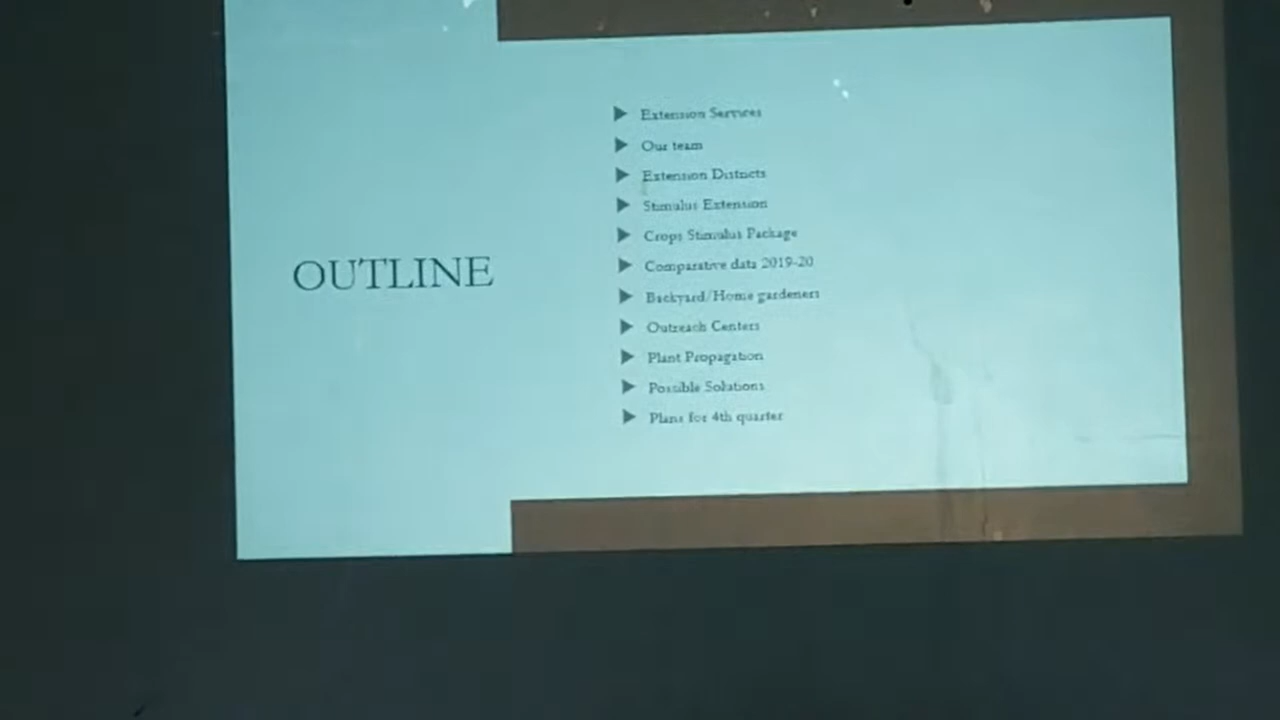 OUTLINE
Extension Services
Our team
Extension Districts
Stimulus Extension
Crops Stimulus Package
Comparative data 2019-20
Backyard/Home gardeners
Outreach Centers
Plant Propagation
Possible Solutions
Plans for 4th quarter